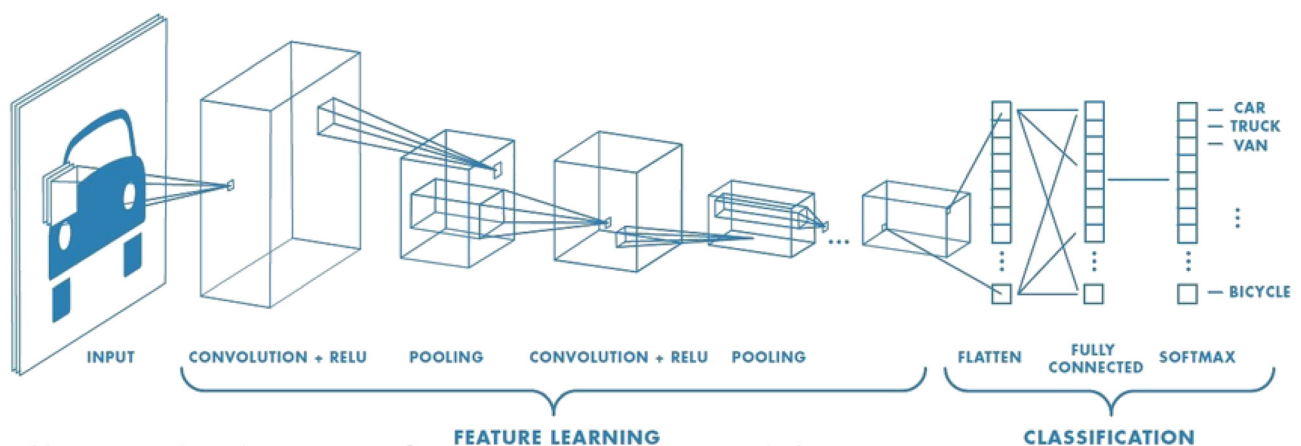 CAR
TRUCK
VAN
BICYCLE
INPUT
CONVOLUTION + RELU
POOLING
CONVOLUTION + RELU
POOLING
FLATTEN
FULLY
CONNECTED
SOFTMAX
FEATURE LEARNING
CLASSIFICATION